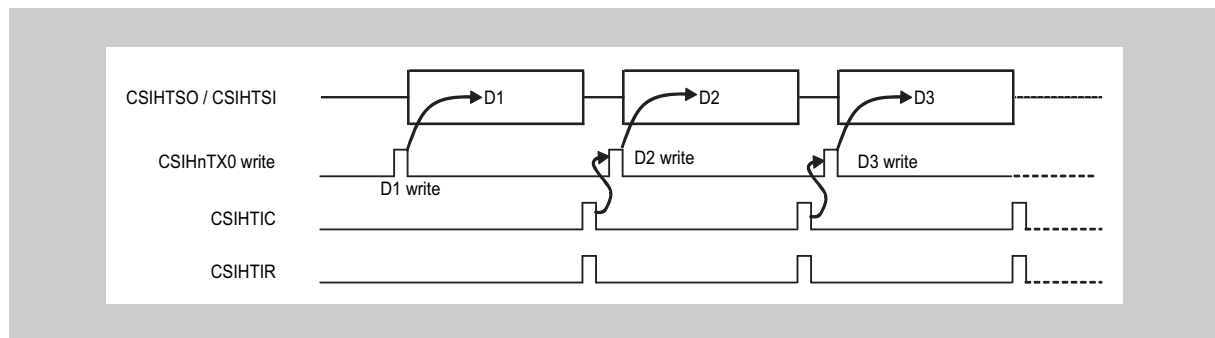 CSIHTSO / CSIHTSI
D1
D2
D3
CSIHnTX0 write
D1 write
D2 write
D3 write
CSIHTIC
CSIHTIR